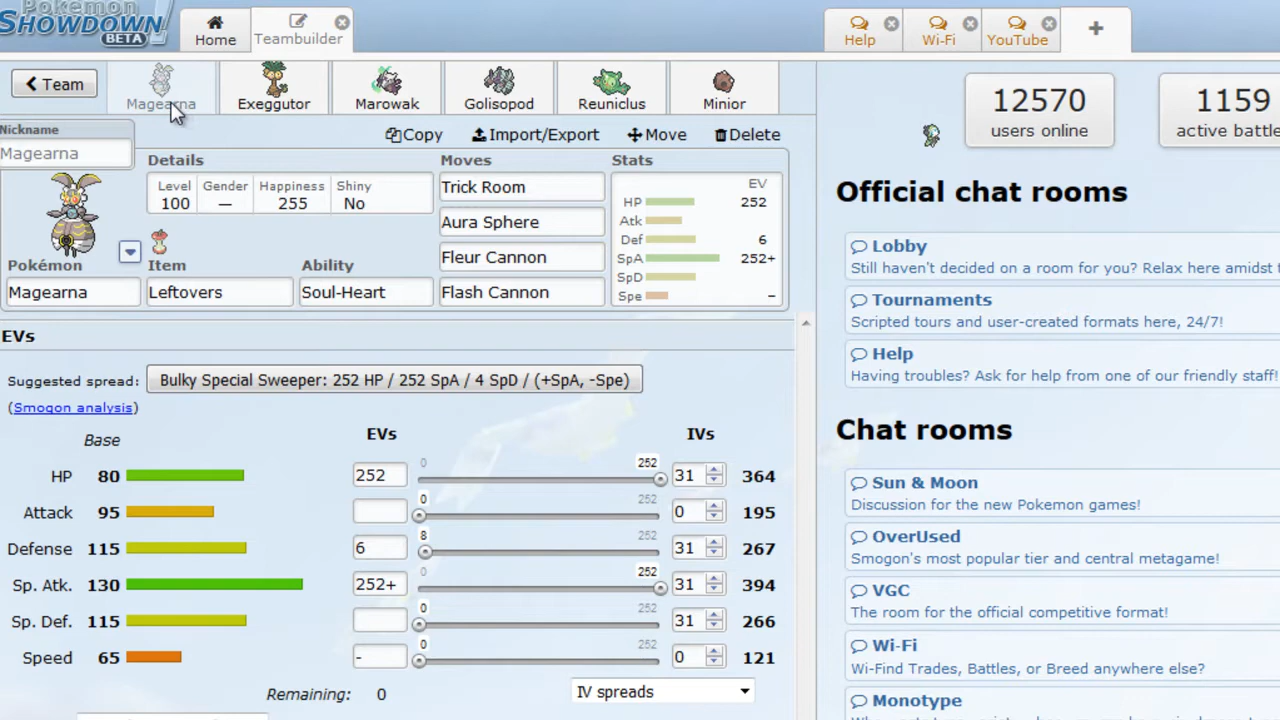 Pokémon
SHOWDOWN
BETA
Home
Teambuilder
Help
Wi-Fi
YouTube
+
Team
Magearna
Exeggutor
Marowak
Golisopod
Reuniclus
Minior
12570
users online
1159
active battle
Nickname
Magearna
Copy
Import/Export
Move
Delete
Details
Moves
Stats
Level
100
Gender
—
Happiness
255
Shiny
No
Trick Room
Aura Sphere
Fleur Cannon
Flash Cannon
EV
HP 252
Atk
Def 6
SpA 252+
SpD
Spe –
Pokémon
Magearna
Item
Leftovers
Ability
Soul-Heart
EVs
Suggested spread: Bulky Special Sweeper: 252 HP / 252 SpA / 4 SpD / (+SpA, -Spe)
(Smogon analysis)
Base EVs IVs
HP 80 252 0 252 31 364
Attack 95 0 252 0 195
Defense 115 6 8 252 31 267
Sp. Atk. 130 252+ 0 252 31 394
Sp. Def. 115 0 252 31 266
Speed 65 - 0 252 0 121
Remaining: 0
IV spreads
Official chat rooms
Lobby
Still haven't decided on a room for you? Relax here amidst t
Tournaments
Scripted tours and user-created formats here, 24/7!
Help
Having troubles? Ask for help from one of our friendly staff!
Chat rooms
Sun & Moon
Discussion for the new Pokemon games!
OverUsed
Smogon's most popular tier and central metagame!
VGC
The room for the official competitive format!
Wi-Fi
Wi-Find Trades, Battles, or Breed anywhere else?
Monotype